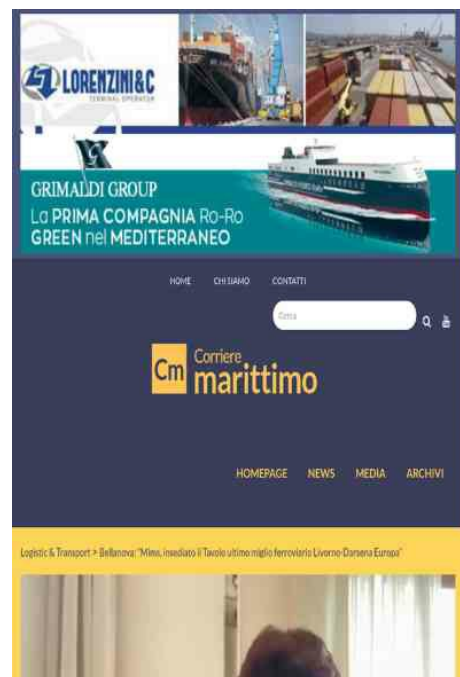 LORENZINI&C
TERMINAL OPERATOR
GRIMALDI GROUP
La PRIMA COMPAGNIA Ro-Ro
GREEN nel MEDITERRANEO
HOME CHI SIAMO CONTATTI
Cerca
Cm Corriere
marittimo
HOMEPAGE NEWS MEDIA ARCHIVI
Logistic & Transport > Bellanova: "Mims, insediato il Tavolo ultimo miglio ferroviario Livorno-Darsena Europa"